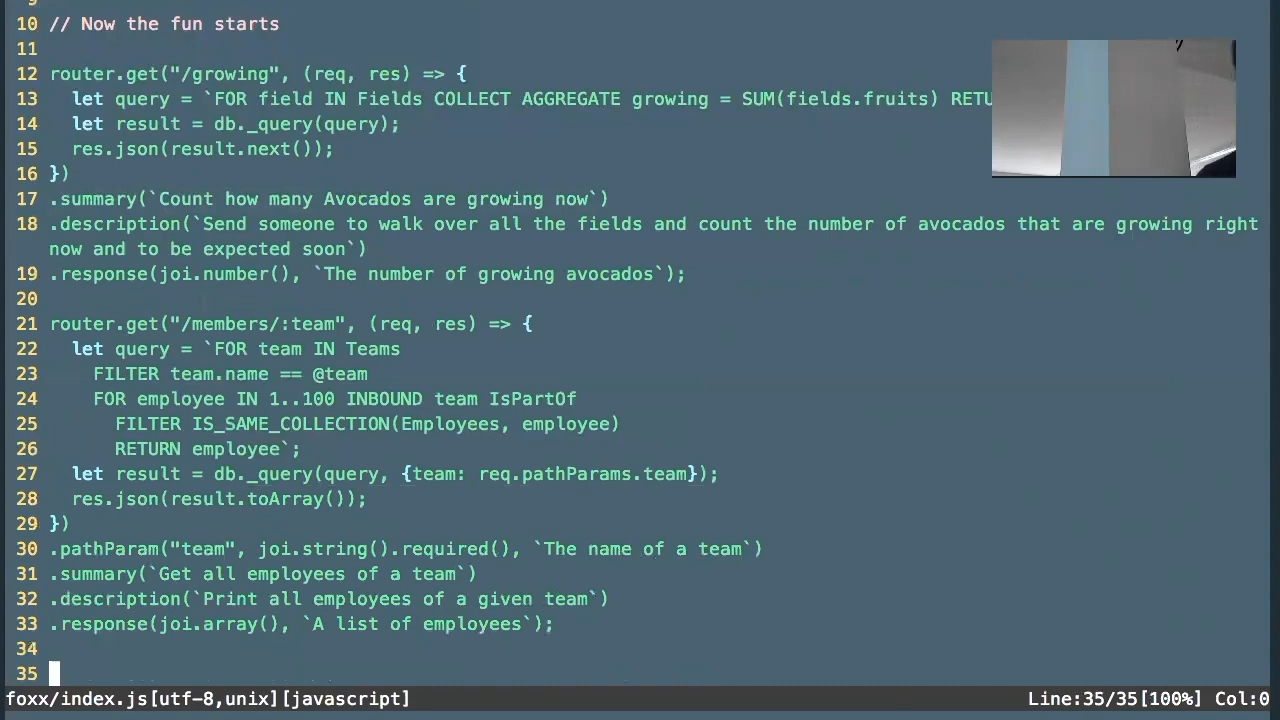 10 // Now the fun starts
11
12 router.get("/growing", (req, res) => {
13   let query = `FOR field IN Fields COLLECT AGGREGATE growing = SUM(fields.fruits)
14   let result = db._query(query);
15   res.json(result.next());
16 })
17 .summary(`Count how many Avocados are growing now`)
18 .description(`Send someone to walk over all the fields and count the number of avocados that are growing right
now and to be expected soon`)
19 .response(joi.number(), `The number of growing avocados`);
20
21 router.get("/members/:team", (req, res) => {
22   let query = `FOR team IN Teams
23     FILTER team.name == @team
24     FOR employee IN 1..100 INBOUND team IsPartOf
25       FILTER IS_SAME_COLLECTION(Employees, employee)
26       RETURN employee`;
27   let result = db._query(query, {team: req.pathParams.team});
28   res.json(result.toArray());
29 })
30 .pathParam("team", joi.string().required(), `The name of a team`)
31 .summary(`Get all employees of a team`)
32 .description(`Print all employees of a given team`)
33 .response(joi.array(), `A list of employees`);
34
35
foxx/index.js[utf-8,unix][javascript] Line:35/35[100%] Col:0